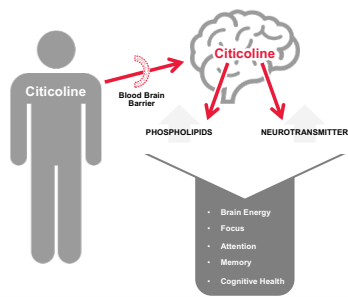 Citicoline
Citicoline
Blood Brain
Barrier
PHOSPHOLIPIDS
NEUROTRANSMITTER
• Brain Energy
• Focus
• Attention
• Memory
• Cognitive Health